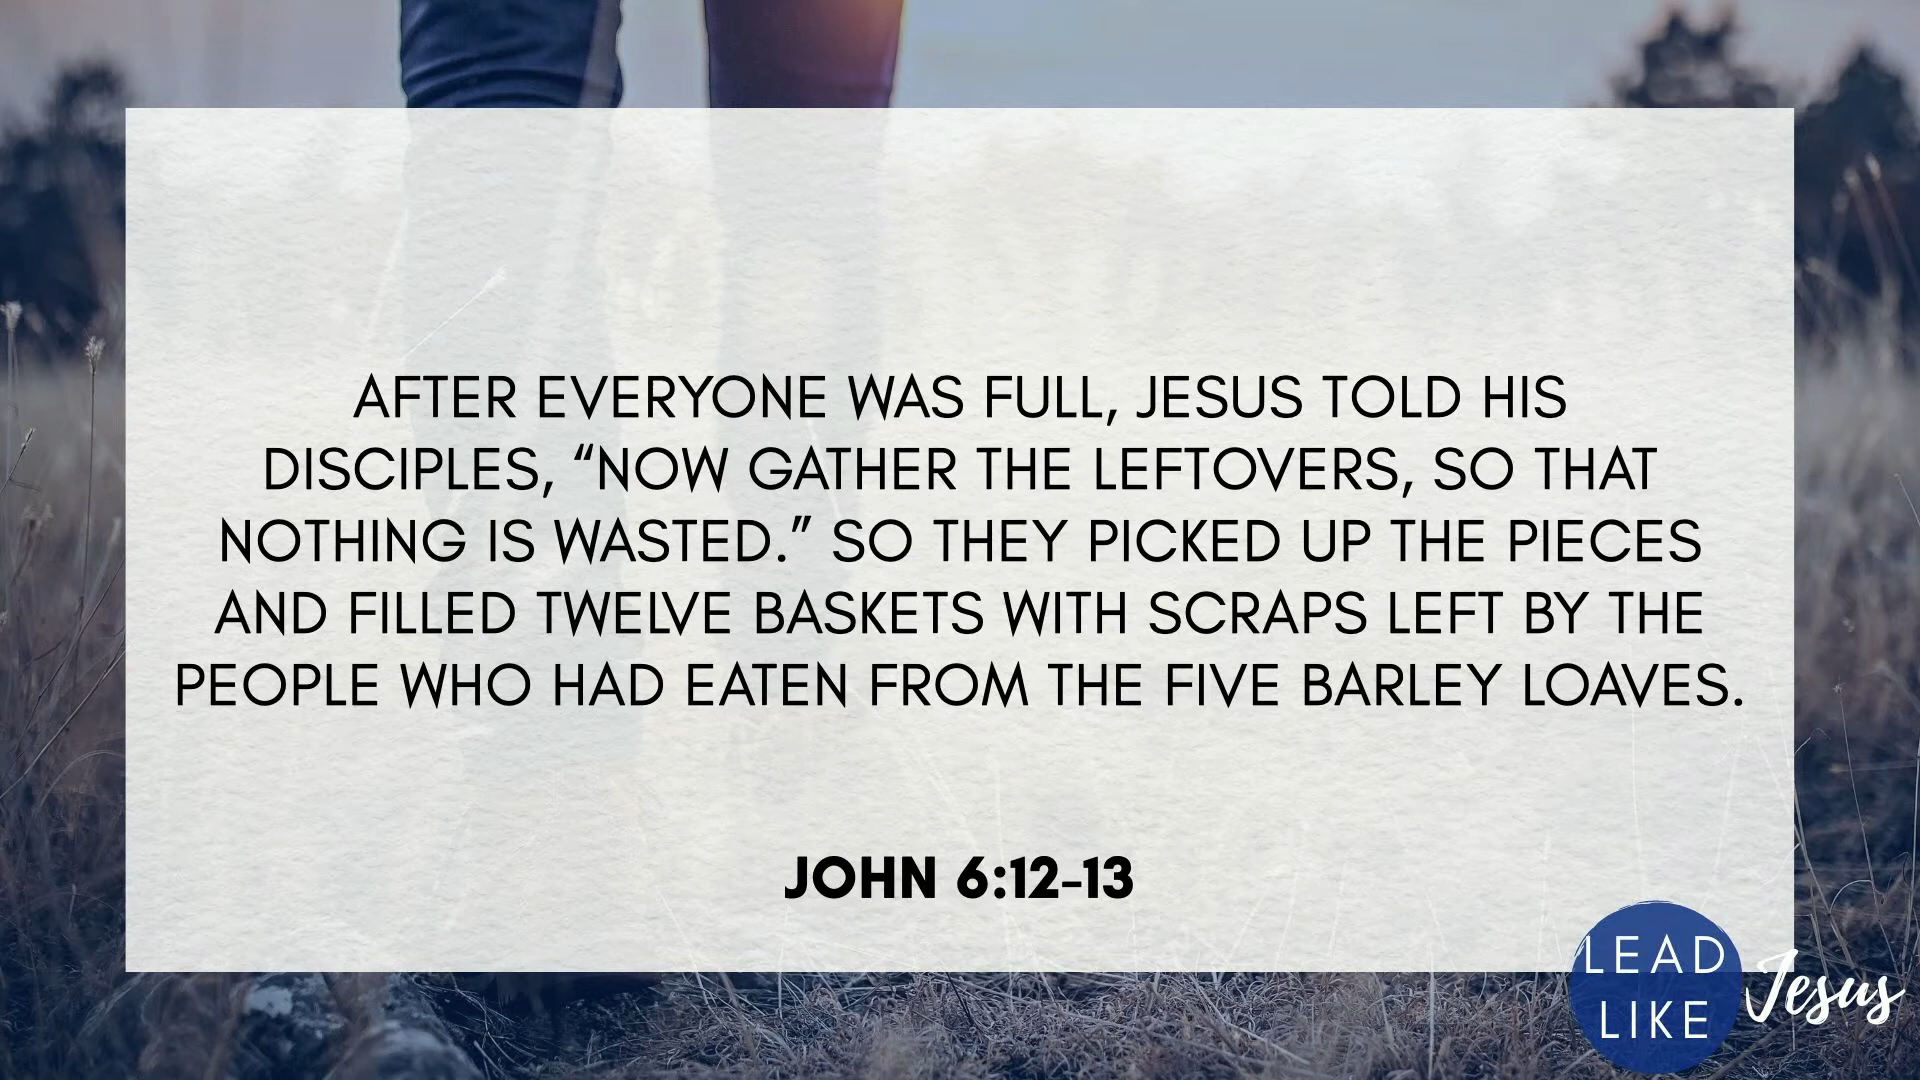 AFTER EVERYONE WAS FULL, JESUS TOLD HIS
DISCIPLES, “NOW GATHER THE LEFTOVERS, SO THAT
NOTHING IS WASTED.” SO THEY PICKED UP THE PIECES
AND FILLED TWELVE BASKETS WITH SCRAPS LEFT BY THE
PEOPLE WHO HAD EATEN FROM THE FIVE BARLEY LOAVES.
JOHN 6:12-13
LEAD
LIKE
Jesus